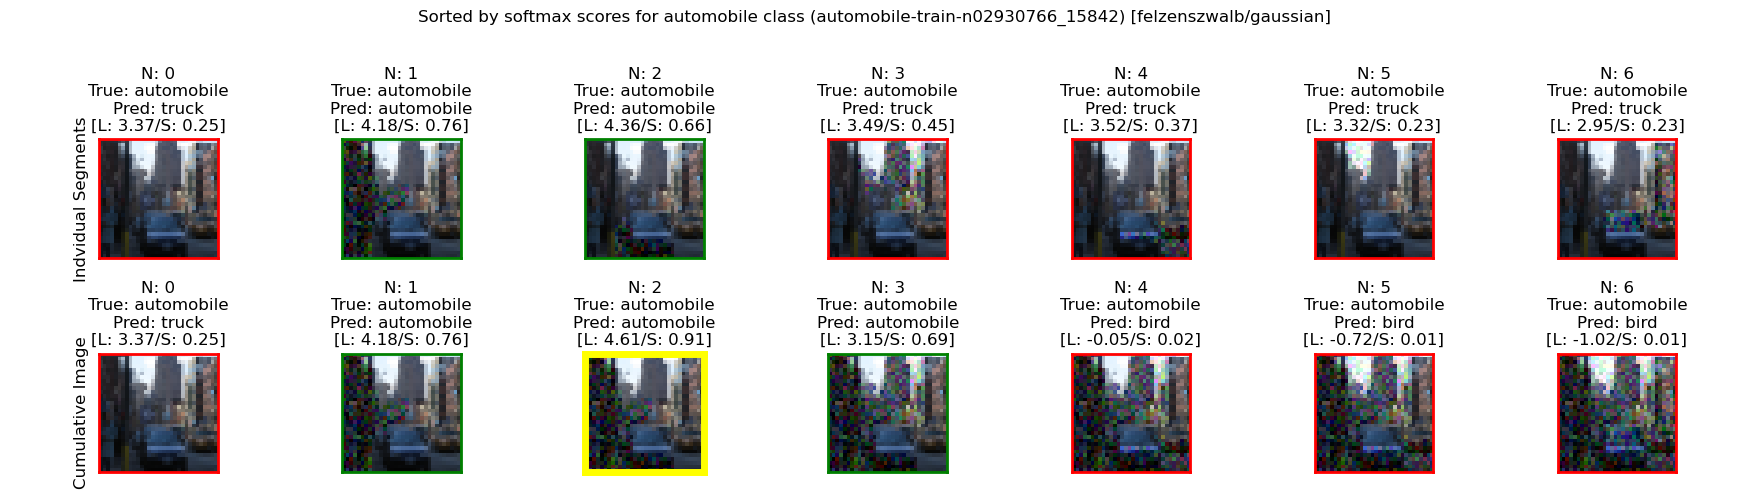 Sorted by softmax scores for automobile class (automobile-train-n02930766_15842) [felzenszwalb/gaussian]
Indvidual Segments
N: 0
True: automobile
Pred: truck
[L: 3.37/S: 0.25]
N: 1
True: automobile
Pred: automobile
[L: 4.18/S: 0.76]
N: 2
True: automobile
Pred: automobile
[L: 4.36/S: 0.66]
N: 3
True: automobile
Pred: truck
[L: 3.49/S: 0.45]
N: 4
True: automobile
Pred: truck
[L: 3.52/S: 0.37]
N: 5
True: automobile
Pred: truck
[L: 3.32/S: 0.23]
N: 6
True: automobile
Pred: truck
[L: 2.95/S: 0.23]
Cumulative Image
N: 0
True: automobile
Pred: truck
[L: 3.37/S: 0.25]
N: 1
True: automobile
Pred: automobile
[L: 4.18/S: 0.76]
N: 2
True: automobile
Pred: automobile
[L: 4.61/S: 0.91]
N: 3
True: automobile
Pred: automobile
[L: 3.15/S: 0.69]
N: 4
True: automobile
Pred: bird
[L: -0.05/S: 0.02]
N: 5
True: automobile
Pred: bird
[L: -0.72/S: 0.01]
N: 6
True: automobile
Pred: bird
[L: -1.02/S: 0.01]